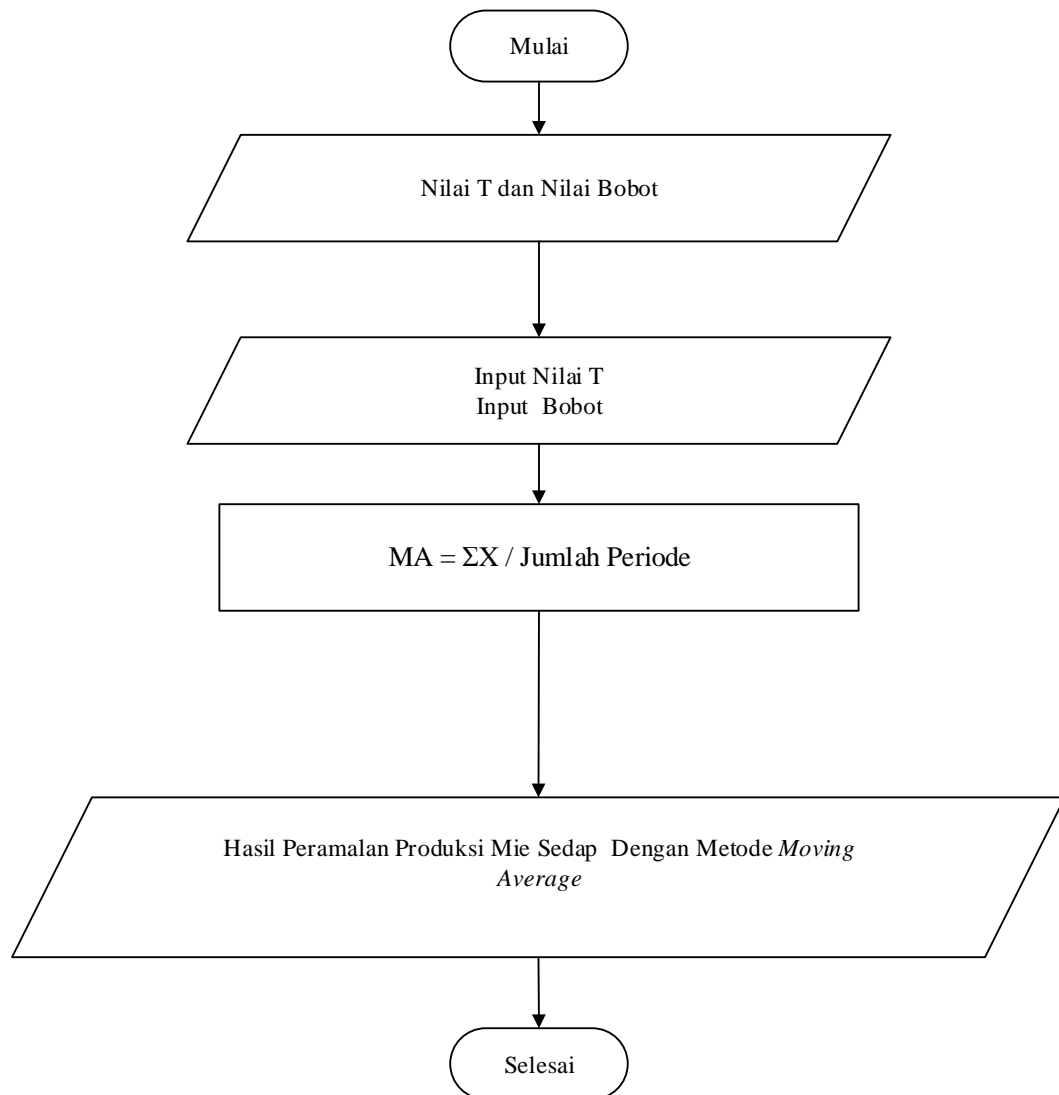 Mulai
Nilai T dan Nilai Bobot
Input Nilai T
Input Bobot
MA = ΣX / Jumlah Periode
Hasil Peramalan Produksi Mie Sedap Dengan Metode Moving
Average
Selesai